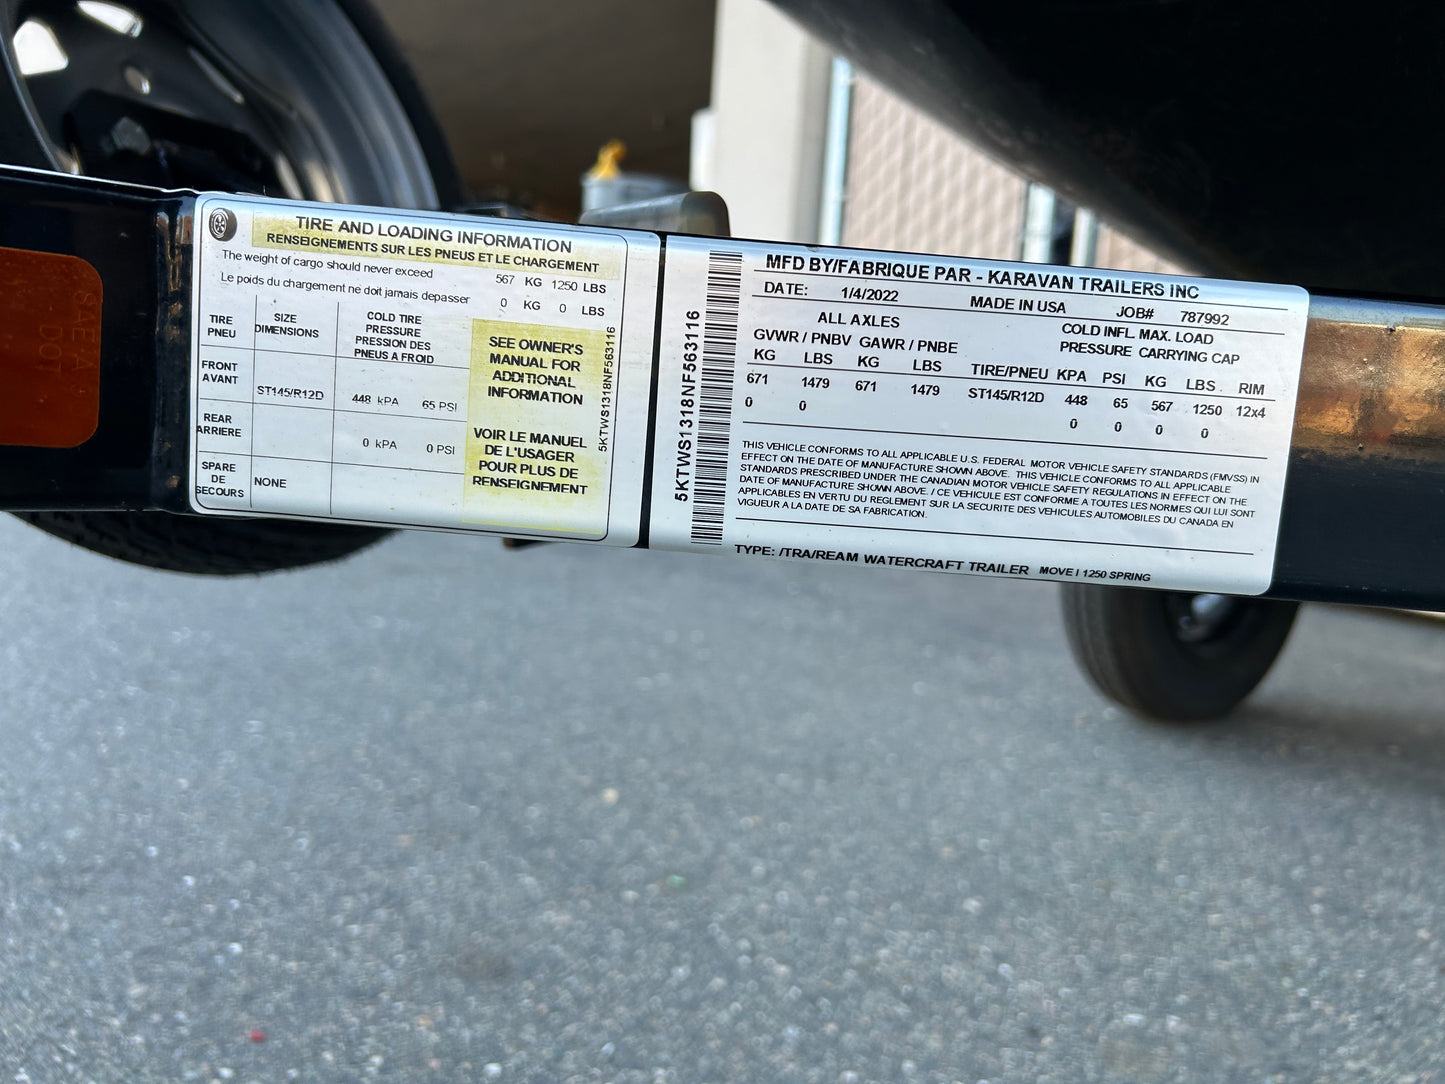 SAE A
DOT
TIRE AND LOADING INFORMATION
RENSEIGNEMENTS SUR LES PNEUS ET LE CHARGEMENT
The weight of cargo should never exceed 567 KG 1250 LBS
Le poids du chargement ne doit jamais depasser 0 KG 0 LBS
TIRE
PNEU
SIZE
DIMENSIONS
COLD TIRE
PRESSURE
PRESSION DES
PNEUS A FROID
FRONT
AVANT
ST145/R12D 448 kPA 65 PSI
REAR
ARRIERE
0 kPA 0 PSI
SPARE
DE
SECOURS
NONE
SEE OWNER'S
MANUAL FOR
ADDITIONAL
INFORMATION
VOIR LE MANUEL
DE L'USAGER
POUR PLUS DE
RENSEIGNEMENT
5KTWS1318NF563116
5KTWS1318NF563116
MFD BY/FABRIQUE PAR - KARAVAN TRAILERS INC
DATE: 1/4/2022 MADE IN USA JOB# 787992
ALL AXLES COLD INFL. MAX. LOAD
GVWR / PNBV GAWR / PNBE PRESSURE CARRYING CAP
KG LBS KG LBS TIRE/PNEU KPA PSI KG LBS RIM
671 1479 671 1479 ST145/R12D 448 65 567 1250 12x4
0 0 0 0 0 0
THIS VEHICLE CONFORMS TO ALL APPLICABLE U.S. FEDERAL MOTOR VEHICLE SAFETY STANDARDS (FMVSS) IN
EFFECT ON THE DATE OF MANUFACTURE SHOWN ABOVE. THIS VEHICLE CONFORMS TO ALL APPLICABLE
STANDARDS PRESCRIBED UNDER THE CANADIAN MOTOR VEHICLE SAFETY REGULATIONS IN EFFECT ON THE
DATE OF MANUFACTURE SHOWN ABOVE. / CE VEHICULE EST CONFORME A TOUTES LES NORMES QUI LUI SONT
APPLICABLES EN VERTU DU REGLEMENT SUR LA SECURITE DES VEHICULES AUTOMOBILES DU CANADA EN
VIGUEUR A LA DATE DE SA FABRICATION.
TYPE: /TRA/REAM WATERCRAFT TRAILER MOVE I 1250 SPRING